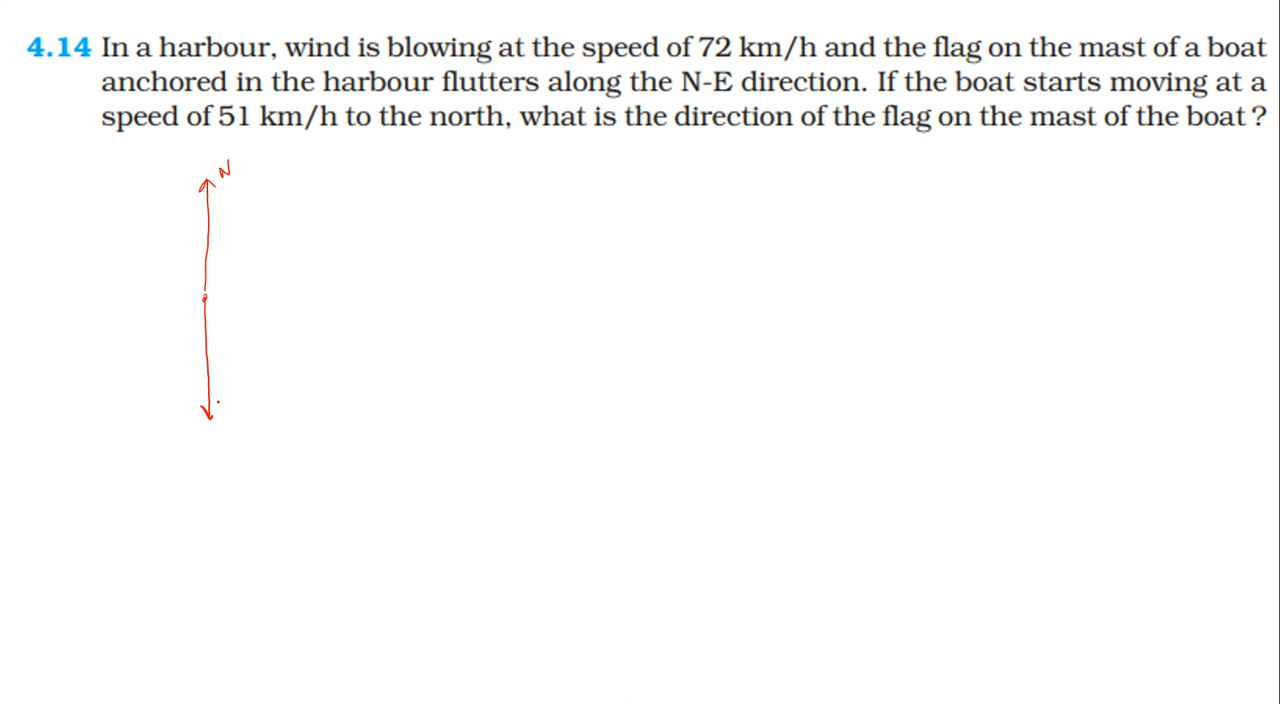 4.14 In a harbour, wind is blowing at the speed of 72 km/h and the flag on the mast of a boat
anchored in the harbour flutters along the N-E direction. If the boat starts moving at a
speed of 51 km/h to the north, what is the direction of the flag on the mast of the boat ?
N